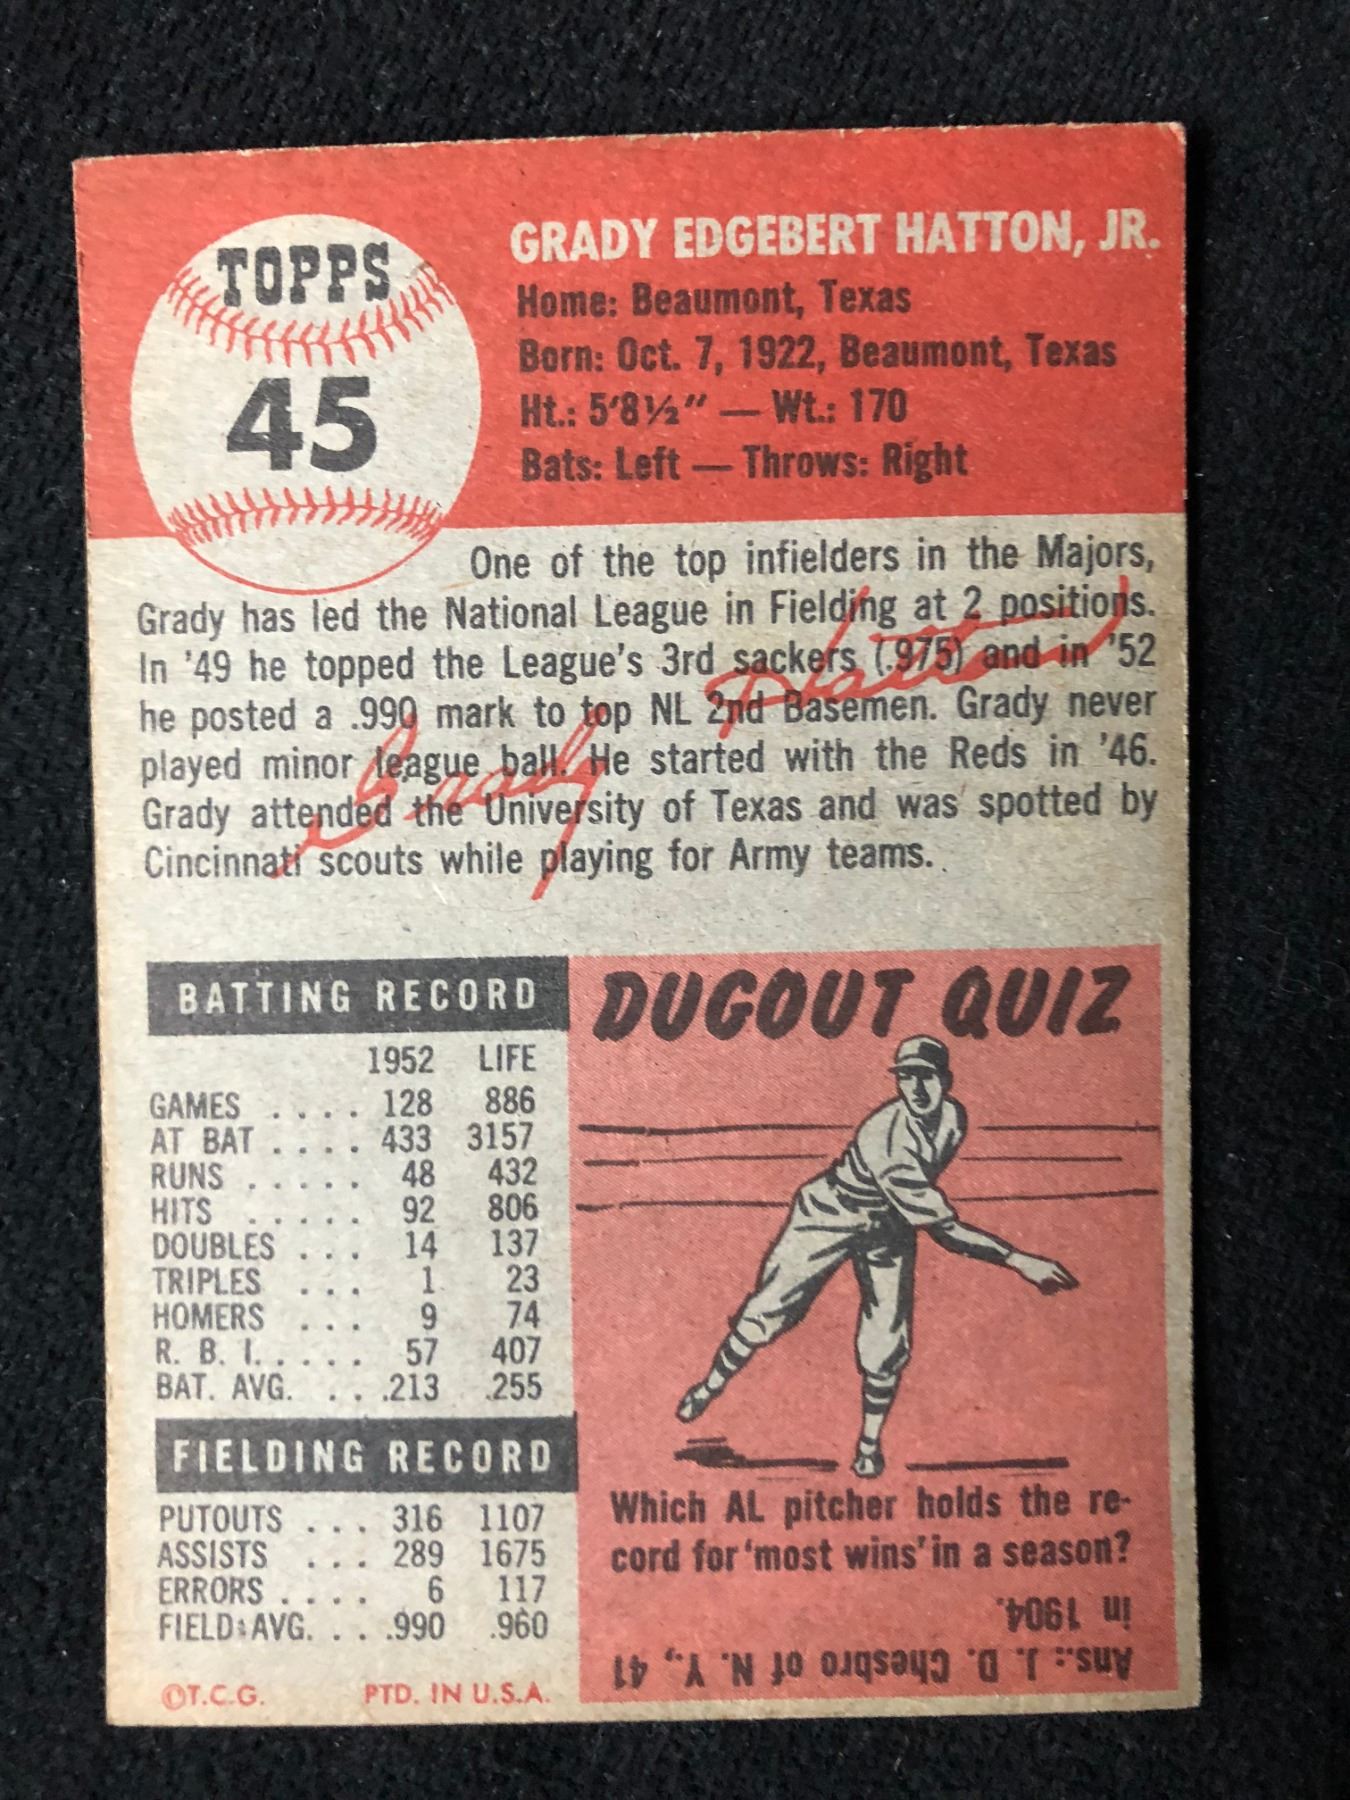 TOPPS
45
GRADY EDGEBERT HATTON, JR.
Home: Beaumont, Texas
Born: Oct. 7, 1922, Beaumont, Texas
Ht.: 5'8½" — Wt.: 170
Bats: Left — Throws: Right
One of the top infielders in the Majors,
Grady has led the National League in Fielding at 2 positions.
In '49 he topped the League's 3rd sackers (.975) and in '52
he posted a .990 mark to top NL 2nd Basemen. Grady never
played minor league ball. He started with the Reds in '46.
Grady attended the University of Texas and was spotted by
Cincinnati scouts while playing for Army teams.
Grady Hatton
BATTING RECORD
1952 LIFE
GAMES .... 128 886
AT BAT .... 433 3157
RUNS ..... 48 432
HITS ..... 92 806
DOUBLES ... 14 137
TRIPLES ... 1 23
HOMERS ... 9 74
R. B. I. .... 57 407
BAT. AVG. ... .213 .255
FIELDING RECORD
PUTOUTS ... 316 1107
ASSISTS ... 289 1675
ERRORS .... 6 117
FIELD. AVG. ... .990 .960
©T.C.G. PTD. IN U.S.A.
DUGOUT QUIZ
Which AL pitcher holds the re-
cord for 'most wins' in a season?
Ans.: J. D. Chesbro of N. Y., 41
in 1904.